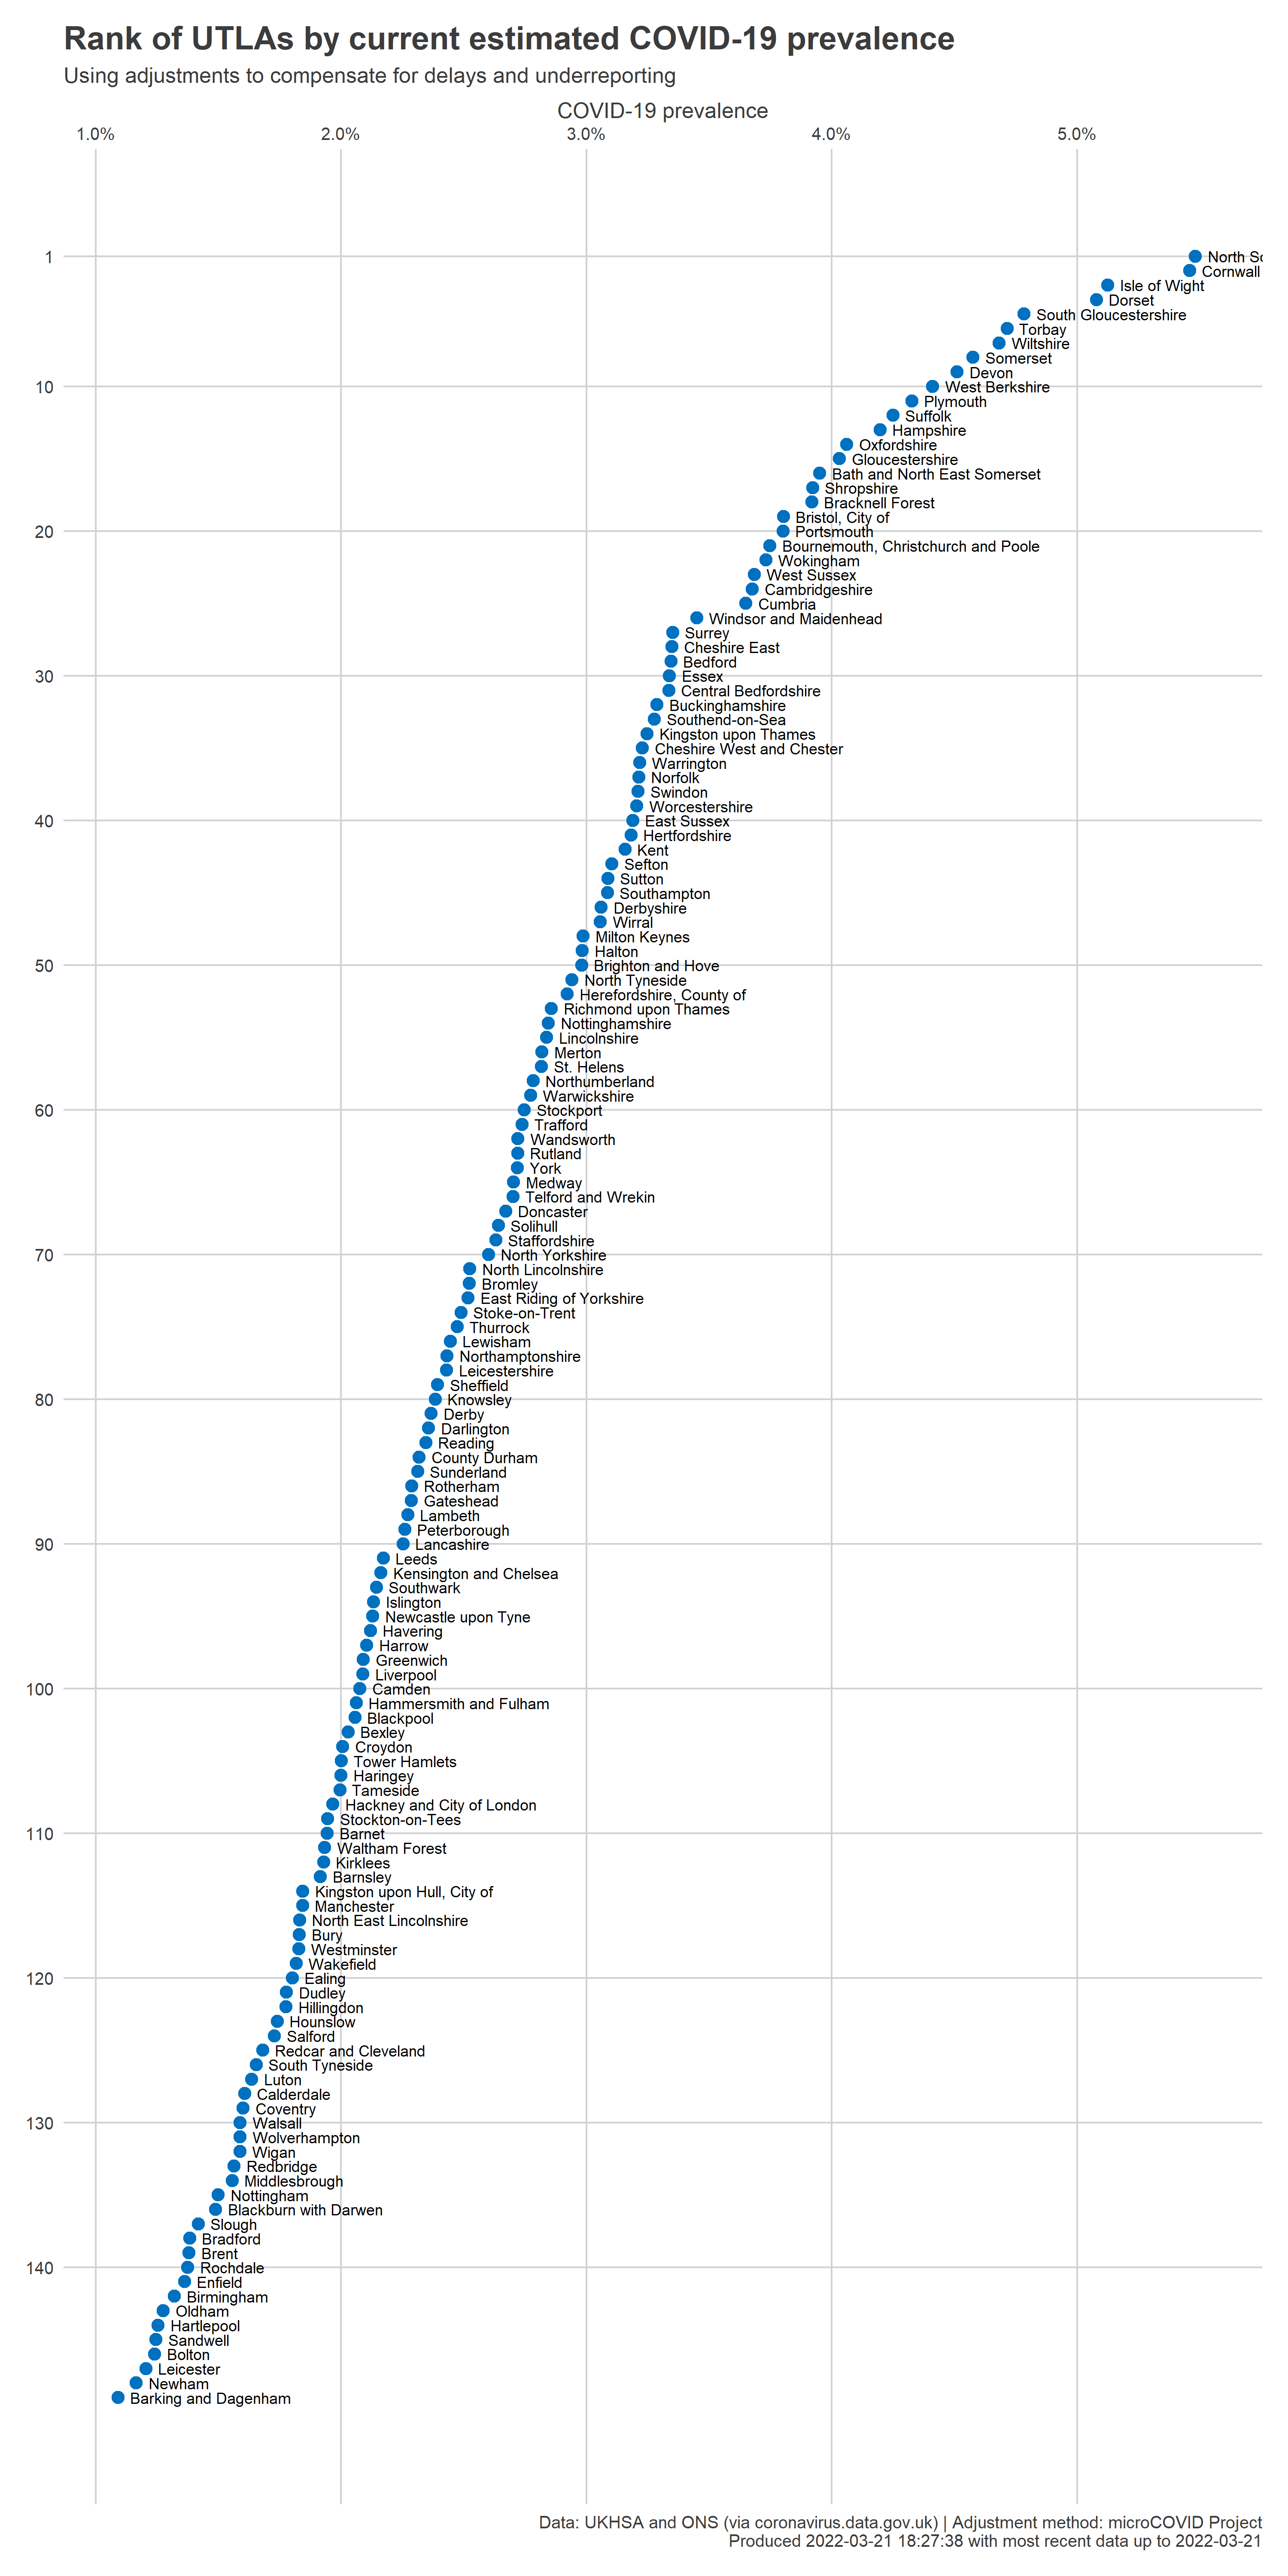 Rank of UTLAs by current estimated COVID-19 prevalence
Using adjustments to compensate for delays and underreporting
COVID-19 prevalence
1.0% 2.0% 3.0% 4.0% 5.0%
1 North
Cornwall
Isle of Wight
Dorset
South Gloucestershire
Torbay
Wiltshire
Somerset
Devon
10 West Berkshire
Plymouth
Suffolk
Hampshire
Oxfordshire
Gloucestershire
Bath and North East Somerset
Shropshire
Bracknell Forest
Bristol, City of
20 Portsmouth
Bournemouth, Christchurch and Poole
Wokingham
West Sussex
Cambridgeshire
Cumbria
Windsor and Maidenhead
Surrey
Cheshire East
Bedford
30 Essex
Central Bedfordshire
Buckinghamshire
Southend-on-Sea
Kingston upon Thames
Cheshire West and Chester
Warrington
Norfolk
Swindon
Worcestershire
40 East Sussex
Hertfordshire
Kent
Sefton
Sutton
Southampton
Derbyshire
Wirral
Milton Keynes
Halton
50 Brighton and Hove
North Tyneside
Herefordshire, County of
Richmond upon Thames
Nottinghamshire
Lincolnshire
Merton
St. Helens
Northumberland
Warwickshire
60 Stockport
Trafford
Wandsworth
Rutland
York
Medway
Telford and Wrekin
Doncaster
Solihull
Staffordshire
70 North Yorkshire
North Lincolnshire
Bromley
East Riding of Yorkshire
Stoke-on-Trent
Thurrock
Lewisham
Northamptonshire
Leicestershire
Sheffield
80 Knowsley
Derby
Darlington
Reading
County Durham
Sunderland
Rotherham
Gateshead
Lambeth
Peterborough
90 Lancashire
Leeds
Kensington and Chelsea
Southwark
Islington
Newcastle upon Tyne
Havering
Harrow
Greenwich
Liverpool
100 Camden
Hammersmith and Fulham
Blackpool
Bexley
Croydon
Tower Hamlets
Haringey
Tameside
Hackney and City of London
Stockton-on-Tees
110 Barnet
Waltham Forest
Kirklees
Barnsley
Kingston upon Hull, City of
Manchester
North East Lincolnshire
Bury
Westminster
Wakefield
120 Ealing
Dudley
Hillingdon
Hounslow
Salford
Redcar and Cleveland
South Tyneside
Luton
Calderdale
Coventry
130 Walsall
Wolverhampton
Wigan
Redbridge
Middlesbrough
Nottingham
Blackburn with Darwen
Slough
Bradford
Brent
140 Rochdale
Enfield
Birmingham
Oldham
Hartlepool
Sandwell
Bolton
Leicester
Newham
Barking and Dagenham
Data: UKHSA and ONS (via coronavirus.data.gov.uk) | Adjustment method: microCOVID Project
Produced 2022-03-21 18:27:38 with most recent data up to 2022-03-21